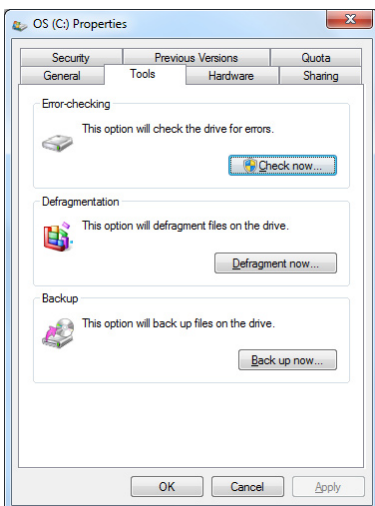 OS (C:) Properties
Security Previous Versions Quota
General Tools Hardware Sharing
Error-checking
This option will check the drive for errors.
Check now...
Defragmentation
This option will defragment files on the drive.
Defragment now...
Backup
This option will back up files on the drive.
Back up now...
OK Cancel Apply